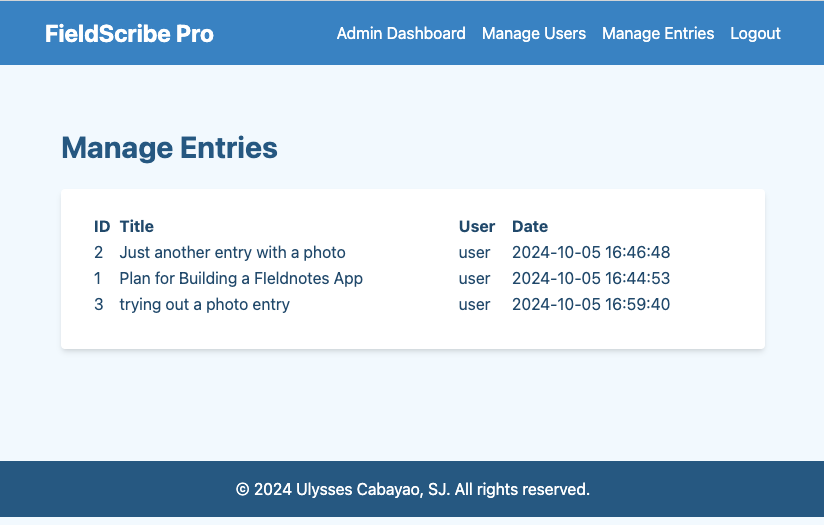 FieldScribe Pro
Admin Dashboard Manage Users Manage Entries Logout
Manage Entries
ID Title User Date
2 Just another entry with a photo user 2024-10-05 16:46:48
1 Plan for Building a FIeldnotes App user 2024-10-05 16:44:53
3 trying out a photo entry user 2024-10-05 16:59:40
© 2024 Ulysses Cabayao, SJ. All rights reserved.